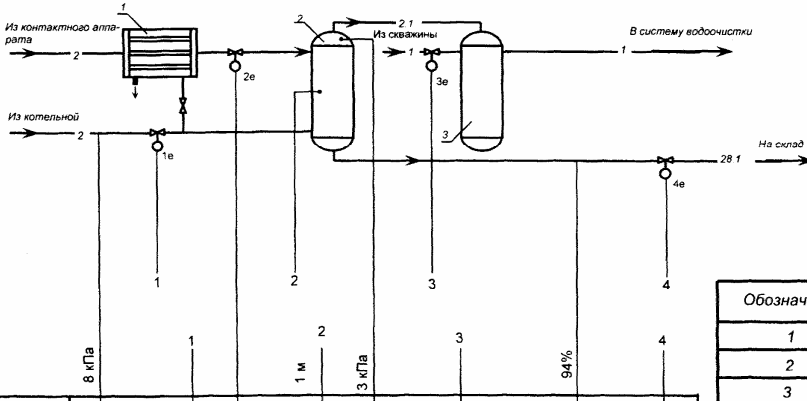 1
2
2.1
Из контактного аппа-
рата
2
2е
Из скважины
1
3е
1
В систему водоочистки
Из котельной
2
1е
2
3
На склад
28.1
4е
1
2
3
4
Обознач
1
2
3
8 кПа
1
1 м
2
3 кПа
3
94%
4